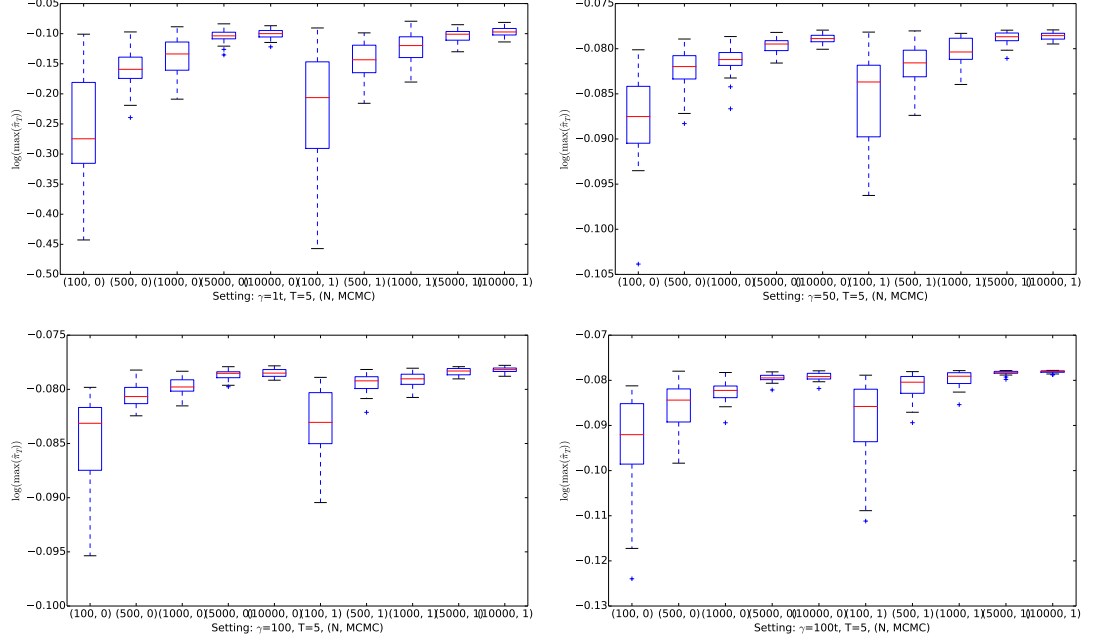 −0.05
−0.10
−0.15
−0.20
−0.25
−0.30
−0.35
−0.40
−0.45
−0.50
log(max(π̂_T))
(100, 0) (500, 0) (1000, 0) (5000, 0) (10000, 0) (100, 1) (500, 1) (1000, 1) (5000, 1) (10000, 1)
Setting: γ=1t, T=5, (N, MCMC)
−0.075
−0.080
−0.085
−0.090
−0.095
−0.100
−0.105
log(max(π̂_T))
(100, 0) (500, 0) (1000, 0) (5000, 0) (10000, 0) (100, 1) (500, 1) (1000, 1) (5000, 1) (10000, 1)
Setting: γ=50, T=5, (N, MCMC)
−0.075
−0.080
−0.085
−0.090
−0.095
−0.100
log(max(π̂_T))
(100, 0) (500, 0) (1000, 0) (5000, 0) (10000, 0) (100, 1) (500, 1) (1000, 1) (5000, 1) (10000, 1)
Setting: γ=100, T=5, (N, MCMC)
−0.07
−0.08
−0.09
−0.10
−0.11
−0.12
−0.13
log(max(π̂_T))
(100, 0) (500, 0) (1000, 0) (5000, 0) (10000, 0) (100, 1) (500, 1) (1000, 1) (5000, 1) (10000, 1)
Setting: γ=100t, T=5, (N, MCMC)